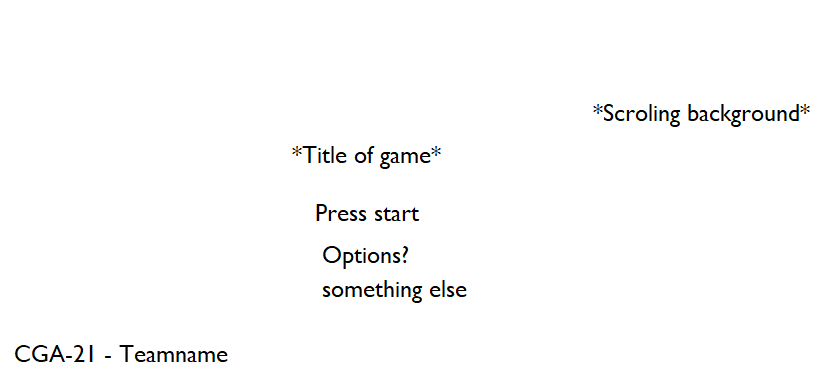 *Scroling background*
*Title of game*
Press start
Options?
something else
CGA-21 - Teamname